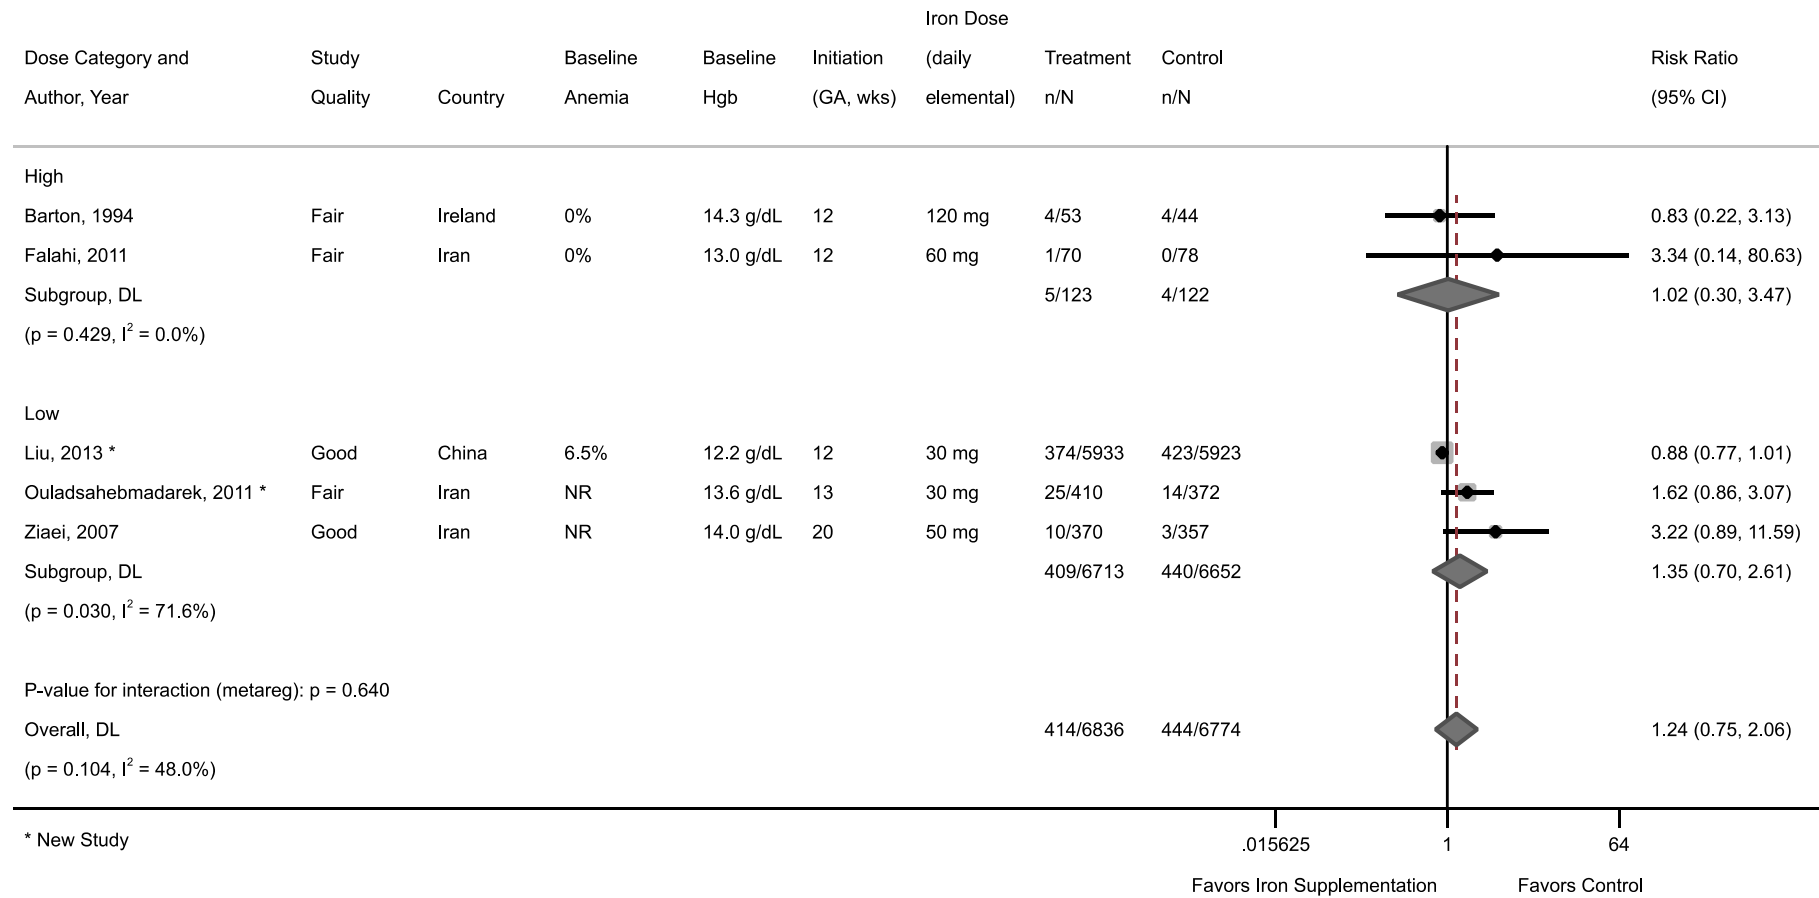 Iron Dose
Dose Category and Study Baseline Baseline Initiation (daily Treatment Control Risk Ratio
Author, Year Quality Country Anemia Hgb (GA, wks) elemental) n/N n/N (95% CI)
High
Barton, 1994 Fair Ireland 0% 14.3 g/dL 12 120 mg 4/53 4/44 0.83 (0.22, 3.13)
Falahi, 2011 Fair Iran 0% 13.0 g/dL 12 60 mg 1/70 0/78 3.34 (0.14, 80.63)
Subgroup, DL 5/123 4/122 1.02 (0.30, 3.47)
(p = 0.429, I² = 0.0%)
Low
Liu, 2013 * Good China 6.5% 12.2 g/dL 12 30 mg 374/5933 423/5923 0.88 (0.77, 1.01)
Ouladsahebmadarek, 2011 * Fair Iran NR 13.6 g/dL 13 30 mg 25/410 14/372 1.62 (0.86, 3.07)
Ziaei, 2007 Good Iran NR 14.0 g/dL 20 50 mg 10/370 3/357 3.22 (0.89, 11.59)
Subgroup, DL 409/6713 440/6652 1.35 (0.70, 2.61)
(p = 0.030, I² = 71.6%)
P-value for interaction (metareg): p = 0.640
Overall, DL 414/6836 444/6774 1.24 (0.75, 2.06)
(p = 0.104, I² = 48.0%)
* New Study
.015625 1 64
Favors Iron Supplementation Favors Control